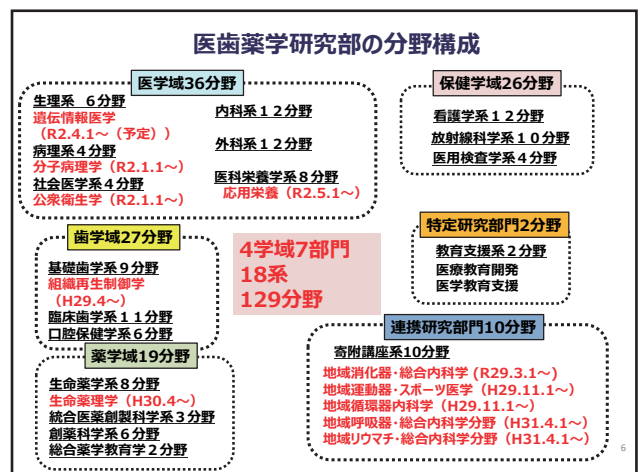 医歯薬学研究部の分野構成
医学域36分野
生理系 6分野
遺伝情報医学
（R2.4.1～（予定））
病理系４分野
分子病理学（R2.1.1～）
社会医学系４分野
公衆衛生学（R2.1.1～）
内科系１２分野
外科系１２分野
医科栄養学系８分野
応用栄養（R2.5.1～）
保健学域26分野
看護学系１２分野
放射線科学系１０分野
医用検査学系４分野
歯学域27分野
基礎歯学系９分野
組織再生制御学
（H29.4～）
臨床歯学系１１分野
口腔保健学系６分野
4学域7部門
18系
129分野
特定研究部門2分野
教育支援系２分野
医療教育開発
医学教育支援
薬学域19分野
生命薬学系８分野
生命薬理学（H30.4～）
統合医薬創製科学系３分野
創薬科学系６分野
総合薬学教育学２分野
連携研究部門10分野
寄附講座系10分野
地域消化器・総合内科学 (R29.3.1～)
地域運動器・スポーツ医学（H29.11.1～）
地域循環器内科学（H29.11.1～）
地域呼吸器・総合内科学分野（H31.4.1～）
地域リウマチ・総合内科学分野（H31.4.1～）
6